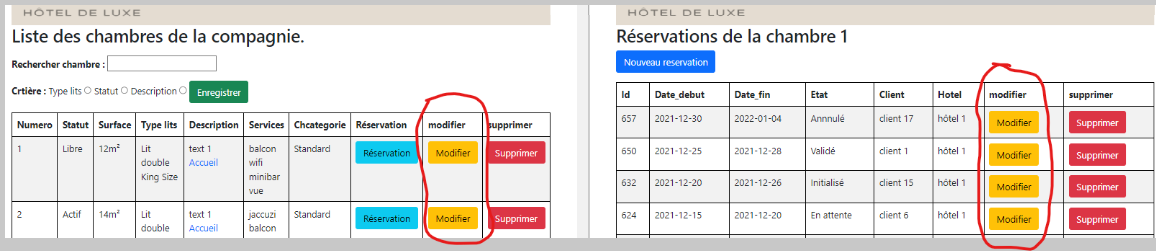 HÔTEL DE LUXE
Liste des chambres de la compagnie.
Rechercher chambre :
Crtière : Type lits Statut Description Enregistrer
Numero Statut Surface Type lits Description Services Chcategorie Réservation modifier supprimer
1 Libre 12m² Lit text 1 balcon Standard Réservation Modifier Supprimer
double Accueil wifi
King Size minibar
vue
2 Actif 14m² Lit text 1 jaccuzi Standard Réservation Modifier Supprimer
double Accueil balcon
HÔTEL DE LUXE
Réservations de la chambre 1
Nouveau reservation
Id Date_debut Date_fin Etat Client Hotel modifier supprimer
657 2021-12-30 2022-01-04 Annnulé client 17 hôtel 1 Modifier Supprimer
650 2021-12-25 2021-12-28 Validé client 1 hôtel 1 Modifier Supprimer
632 2021-12-20 2021-12-26 Initialisé client 15 hôtel 1 Modifier Supprimer
624 2021-12-15 2021-12-20 En attente client 6 hôtel 1 Modifier Supprimer